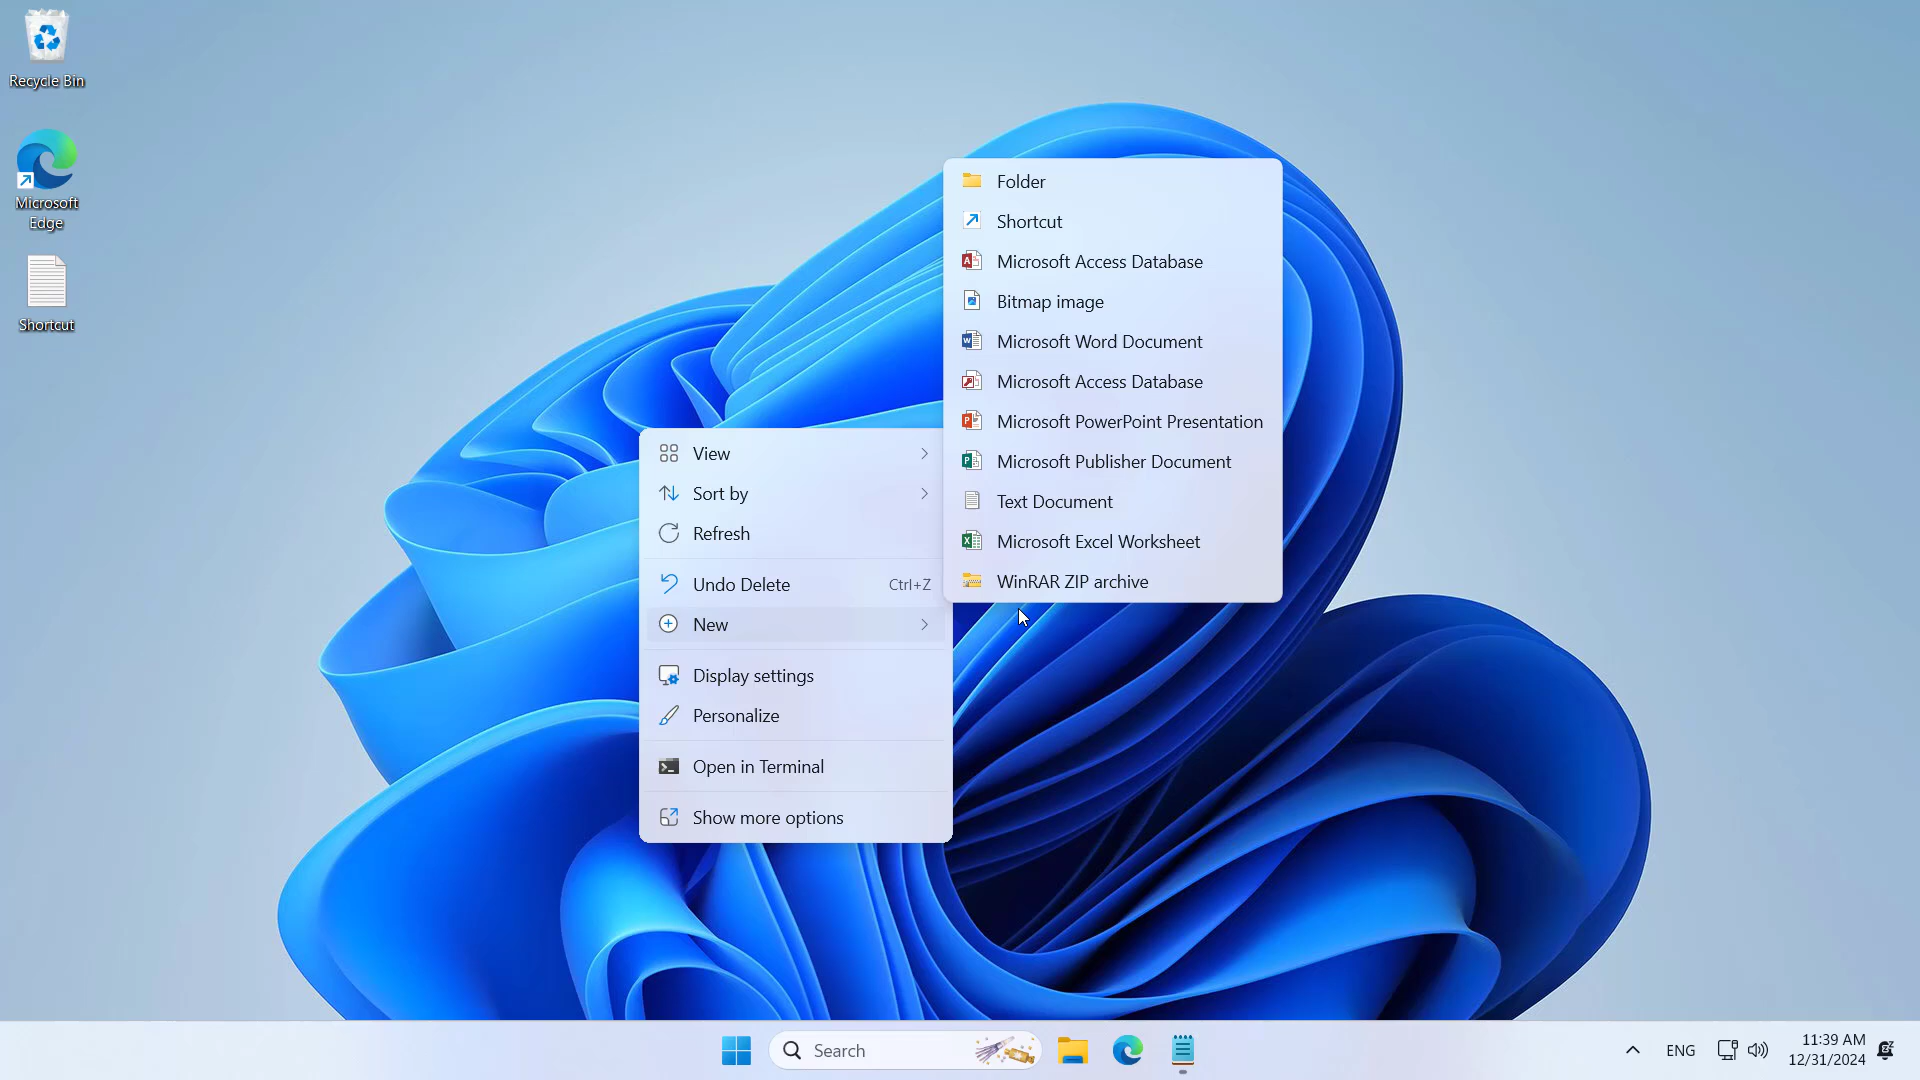 Recycle Bin
Microsoft
Edge
Shortcut
Folder
Shortcut
Microsoft Access Database
Bitmap image
Microsoft Word Document
Microsoft Access Database
Microsoft PowerPoint Presentation
Microsoft Publisher Document
Text Document
Microsoft Excel Worksheet
WinRAR ZIP archive
View
Sort by
Refresh
Undo Delete Ctrl+Z
New
Display settings
Personalize
Open in Terminal
Show more options
Search
ENG
11:39 AM
12/31/2024